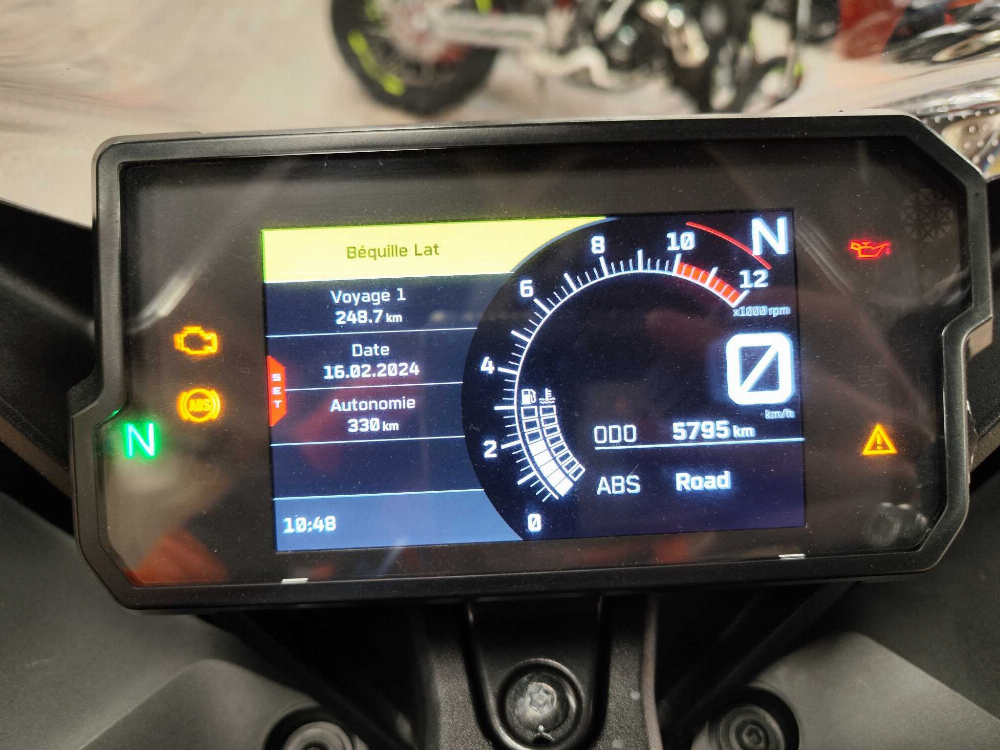 Béquille Lat
Voyage 1
248.7 km
Date
16.02.2024
Autonomie
330 km
10:48
SET
N
ABS
0
2
4
6
8
10
12
x1000 rpm
N
0
km/h
ODO 5795 km
ABS Road